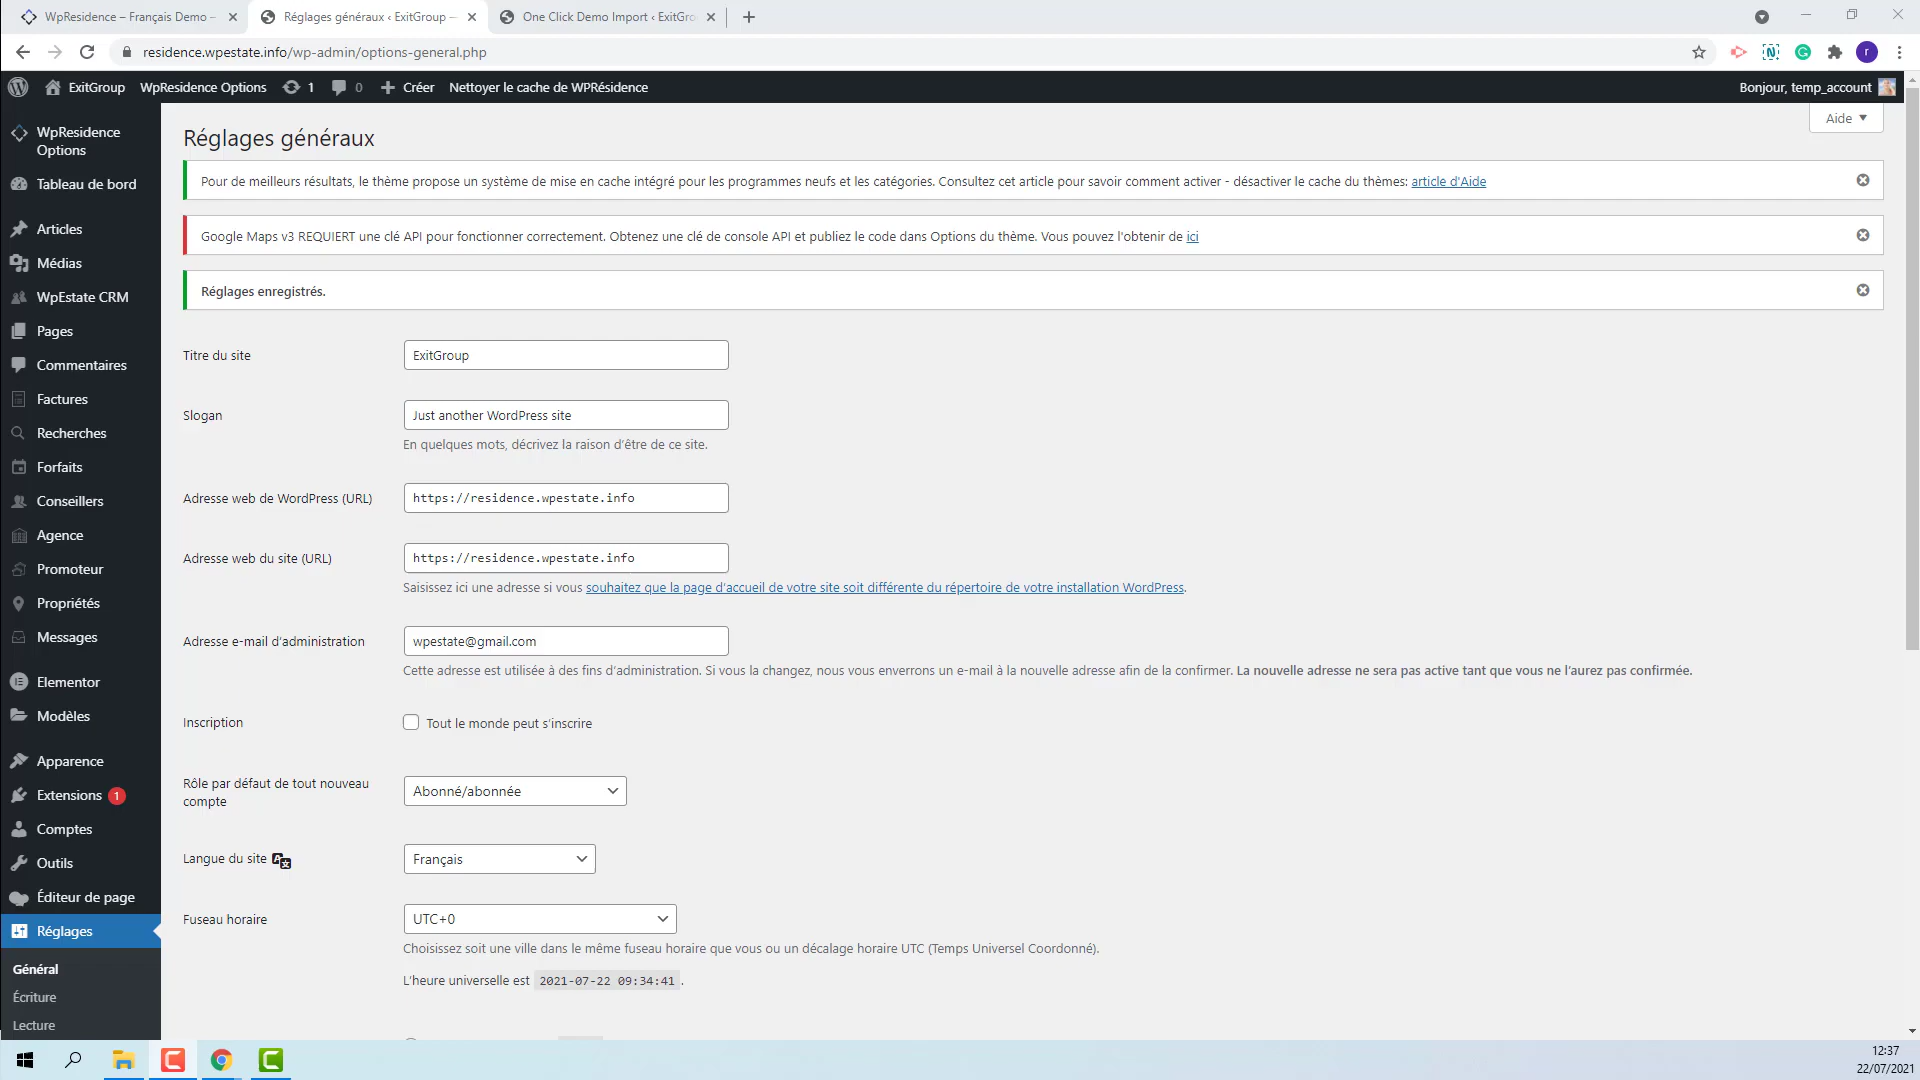 WpResidence – Français Demo –
Réglages généraux ‹ ExitGroup —
One Click Demo Import ‹ ExitGro
residence.wpestate.info/wp-admin/options-general.php
r
ExitGroup
WpResidence Options
1
0
Créer
Nettoyer le cache de WPRésidence
Bonjour, temp_account
WpResidence
Options
Tableau de bord
Articles
Médias
WpEstate CRM
Pages
Commentaires
Factures
Recherches
Forfaits
Conseillers
Agence
Promoteur
Propriétés
Messages
Elementor
Modèles
Apparence
Extensions 1
Comptes
Outils
Éditeur de page
Réglages
Général
Écriture
Lecture
Aide
Réglages généraux
Pour de meilleurs résultats, le thème propose un système de mise en cache intégré pour les programmes neufs et les catégories. Consultez cet article pour savoir comment activer - désactiver le cache du thèmes: article d'Aide
Google Maps v3 REQUIERT une clé API pour fonctionner correctement. Obtenez une clé de console API et publiez le code dans Options du thème. Vous pouvez l'obtenir de ici
Réglages enregistrés.
Titre du site
ExitGroup
Slogan
Just another WordPress site
En quelques mots, décrivez la raison d’être de ce site.
Adresse web de WordPress (URL)
https://residence.wpestate.info
Adresse web du site (URL)
https://residence.wpestate.info
Saisissez ici une adresse si vous souhaitez que la page d’accueil de votre site soit différente du répertoire de votre installation WordPress.
Adresse e-mail d’administration
wpestate@gmail.com
Cette adresse est utilisée à des fins d’administration. Si vous la changez, nous vous enverrons un e-mail à la nouvelle adresse afin de la confirmer. La nouvelle adresse ne sera pas active tant que vous ne l’aurez pas confirmée.
Inscription
Tout le monde peut s’inscrire
Rôle par défaut de tout nouveau
compte
Abonné/abonnée
Langue du site
Français
Fuseau horaire
UTC+0
Choisissez soit une ville dans le même fuseau horaire que vous ou un décalage horaire UTC (Temps Universel Coordonné).
L’heure universelle est 2021-07-22 09:34:41 .
12:37
22/07/2021